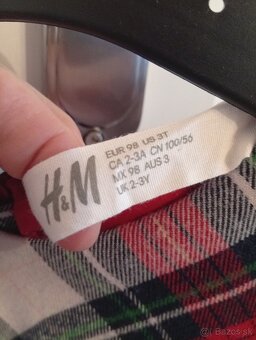 H&M
EUR 98 US 3T
CA 2-3A CN 100/56
MX 98 AUS 3
UK 2-3Y
© Bazos.sk